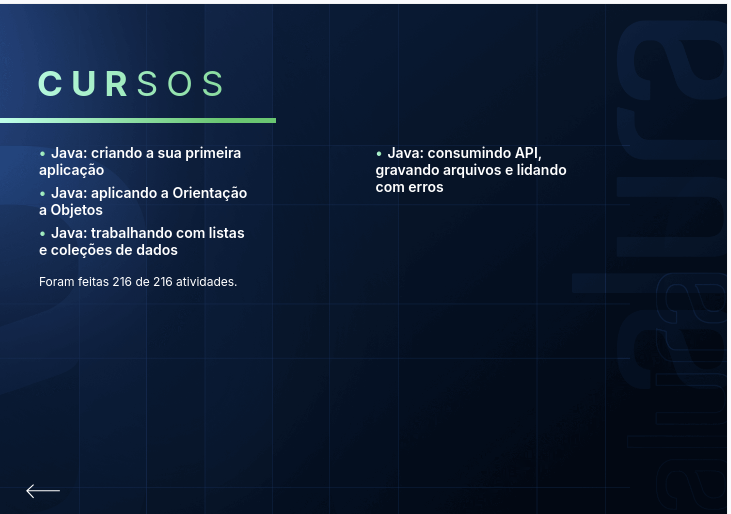 CURSOS
• Java: criando a sua primeira
aplicação
• Java: aplicando a Orientação
a Objetos
• Java: trabalhando com listas
e coleções de dados
Foram feitas 216 de 216 atividades.
• Java: consumindo API,
gravando arquivos e lidando
com erros
alura
alura